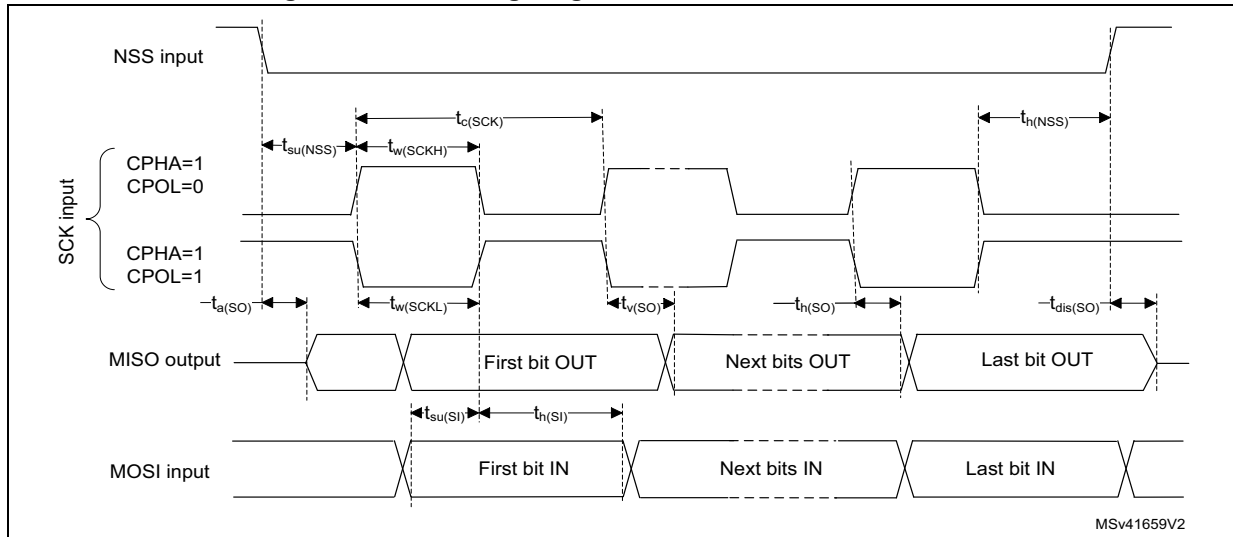 NSS input
tc(SCK)
th(NSS)
tsu(NSS)
tw(SCKH)
SCK input
CPHA=1
CPOL=0
CPHA=1
CPOL=1
ta(SO)
tw(SCKL)
tv(SO)
th(SO)
tdis(SO)
MISO output
First bit OUT
Next bits OUT
Last bit OUT
tsu(SI)
th(SI)
MOSI input
First bit IN
Next bits IN
Last bit IN
MSv41659V2